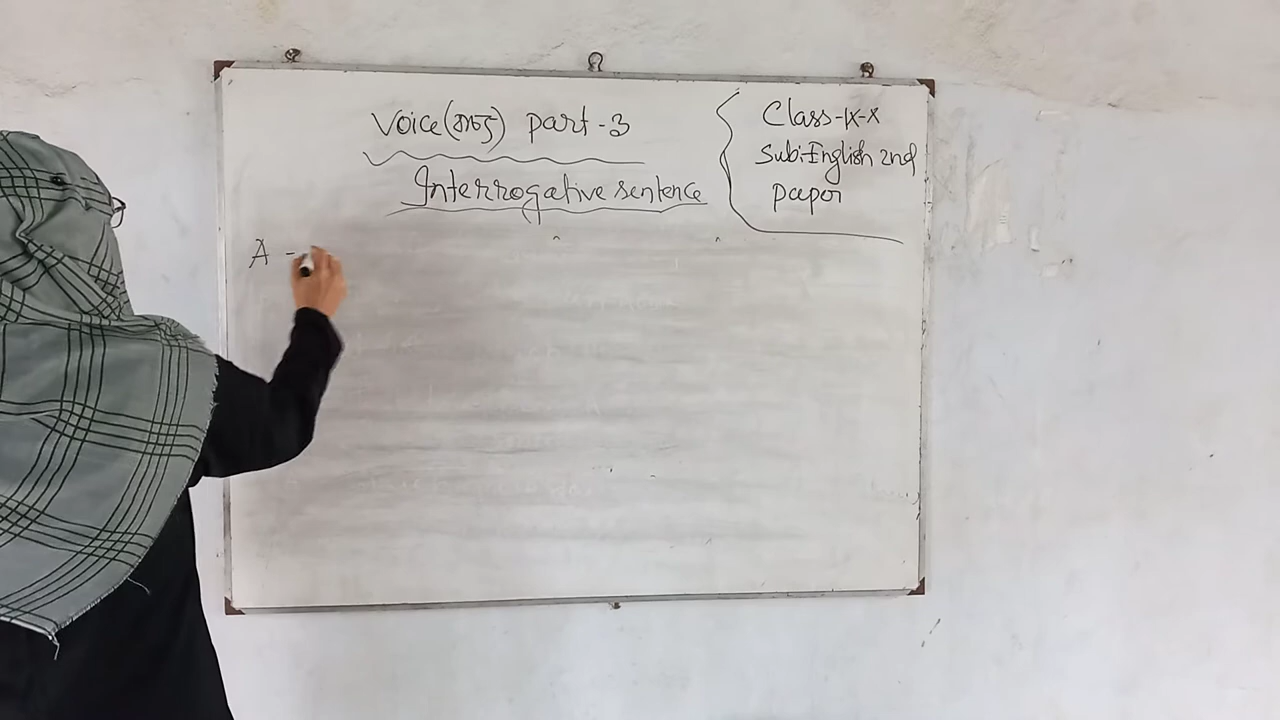 Voice (বাচ্য) part-3
Interrogative sentence
Class-IX-X
Sub:-English 2nd
paper
A -